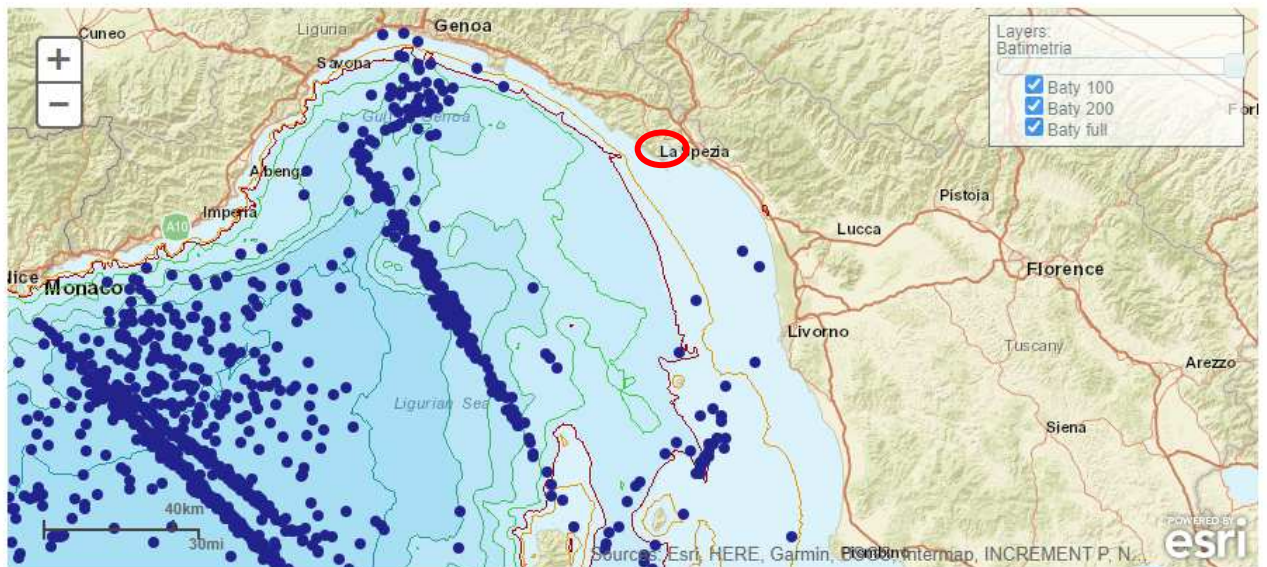 Cuneo
Liguria
Genoa
Layers:
Batimetria
+
Savona
Baty 100
−
Baty 200
Gulf of Genoa
Baty full
La Spezia
Albenga
Pistoia
Imperia
A10
Lucca
Nice
Florence
Monaco
Livorno
Tuscany
Arezzo
Ligurian Sea
Siena
40km
30mi
POWERED BY
esri
Sources: Esri, HERE, Garmin, USGS, Intermap, INCREMENT P, N...
Piombino